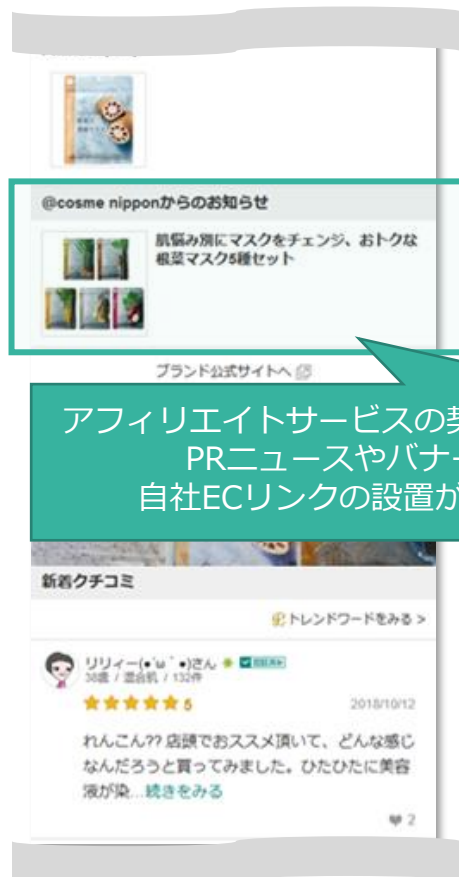 @cosme nipponからのお知らせ
肌悩み別にマスクをチェンジ、おトクな
根菜マスク5種セット
ブランド公式サイトへ
アフィリエイトサービスの
PRニュースやバナー
自社ECリンクの設置が
新着クチコミ
トレンドワードをみる >
リリィー(•´ω｀•)さん
38歳 / 混合肌 / 132件
5
2018/10/12
れんこん?? 店頭でおススメ頂いて、どんな感じ
なんだろうと買ってみました。ひたひたに美容
液が染...続きをみる
2